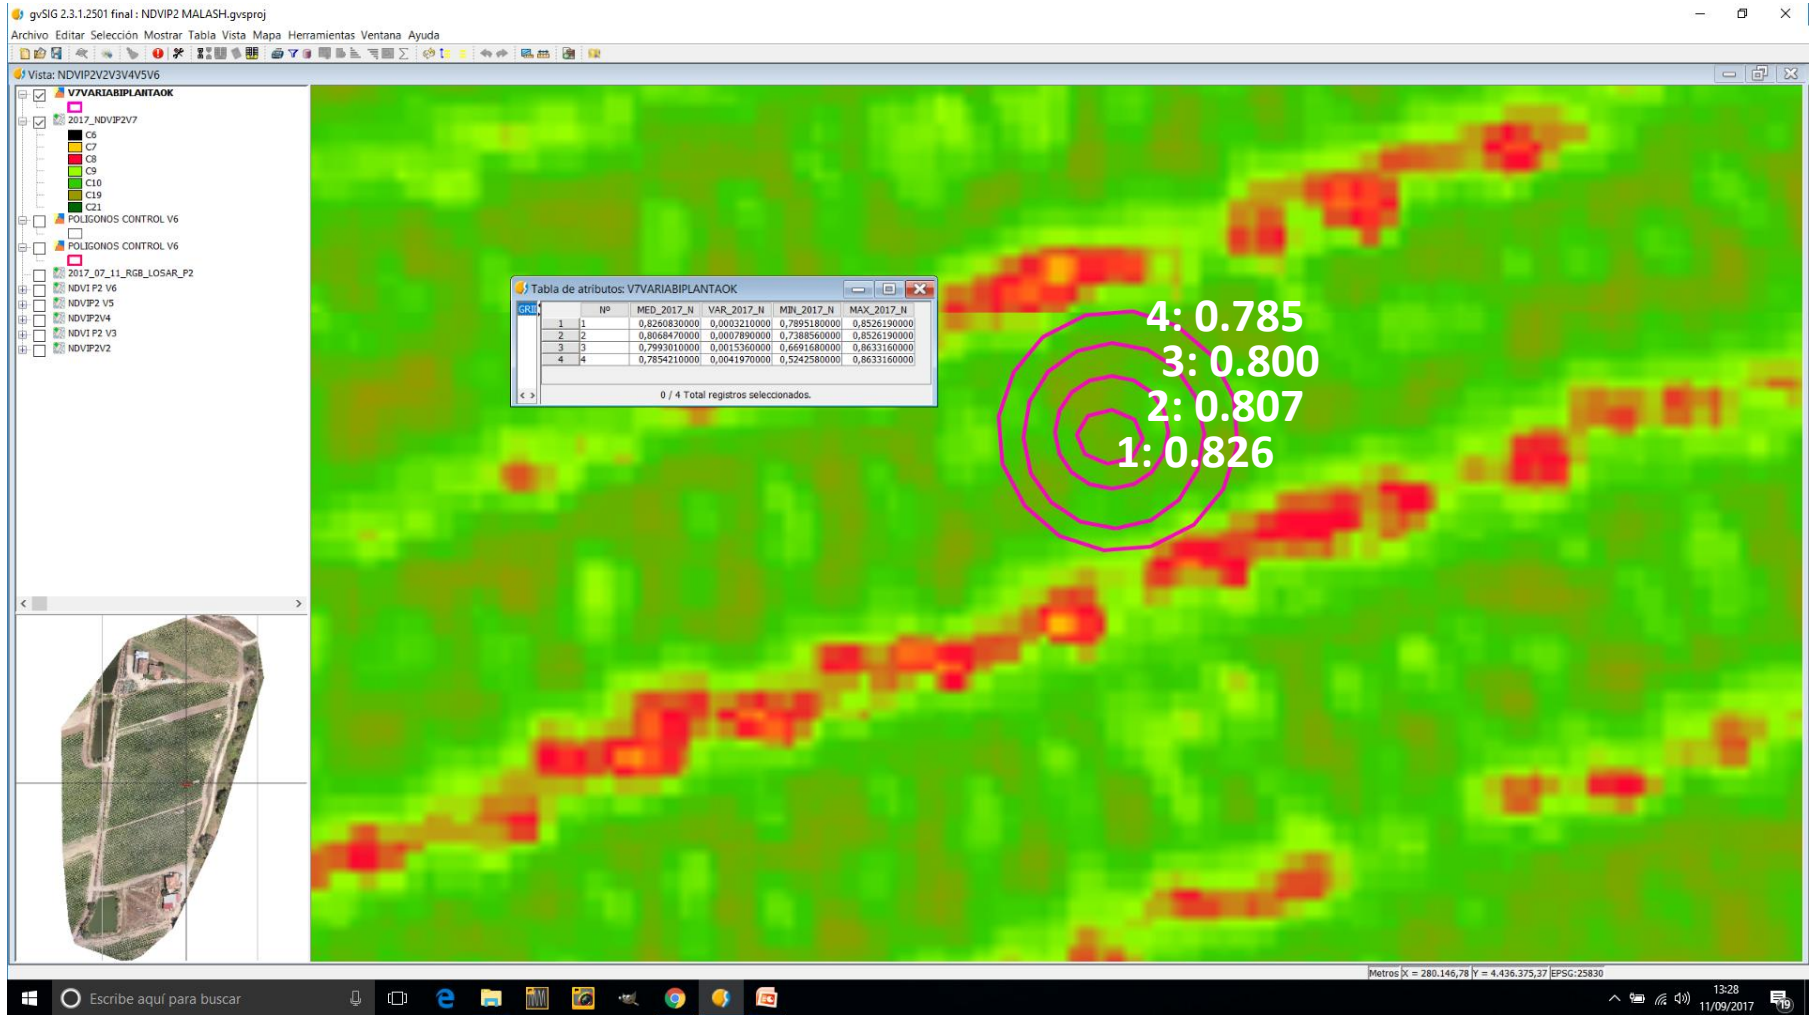 gvSIG 2.3.1.2501 final : NDVIP2 MALASH.gvsproj
Archivo Editar Selección Mostrar Tabla Vista Mapa Herramientas Ventana Ayuda
Vista: NDVIP2V2V3V4V5V6
V7VARIABIPLANTAOK
2017_NDVIP2V7
C6
C7
C8
C9
C10
C19
C21
POLIGONOS CONTROL V6
POLIGONOS CONTROL V6
2017_07_11_RGB_LOSAR_P2
NDVI P2 V6
NDVIP2 V5
NDVIP2V4
NDVI P2 V3
NDVIP2V2
Tabla de atributos: V7VARIABIPLANTAOK
Nº MED_2017_N VAR_2017_N MIN_2017_N MAX_2017_N
1 1 0,8260830000 0,0003210000 0,7895180000 0,8526190000
2 2 0,8068470000 0,0007890000 0,7388560000 0,8526190000
3 3 0,7993010000 0,0015360000 0,6691680000 0,8633160000
4 4 0,7854210000 0,0041970000 0,5242580000 0,8633160000
0 / 4 Total registros seleccionados.
4: 0.785
3: 0.800
2: 0.807
1: 0.826
Metros X = 280.146,78 Y = 4.436.375,37 EPSG:25830
Escribe aquí para buscar
13:28
11/09/2017
19